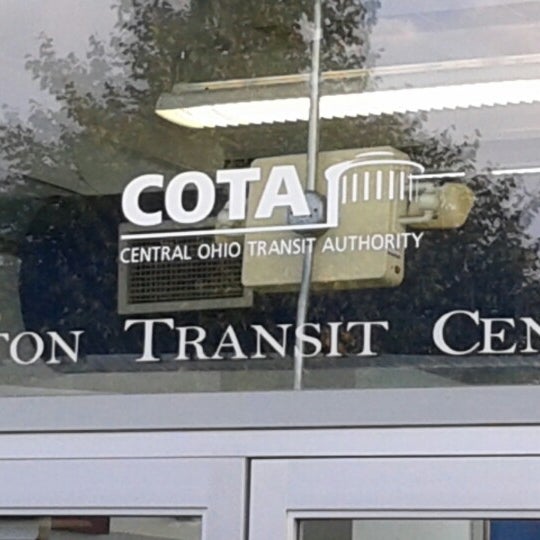 COTA
CENTRAL OHIO TRANSIT AUTHORITY
TON TRANSIT CEN